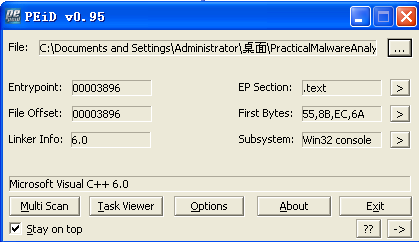 PEiD v0.95
File: C:\Documents and Settings\Administrator\桌面\PracticalMalwareAnaly ...
Entrypoint: 00003896 EP Section: .text >
File Offset: 00003896 First Bytes: 55,8B,EC,6A >
Linker Info: 6.0 Subsystem: Win32 console >
Microsoft Visual C++ 6.0
Multi Scan Task Viewer Options About Exit
Stay on top ?? ->